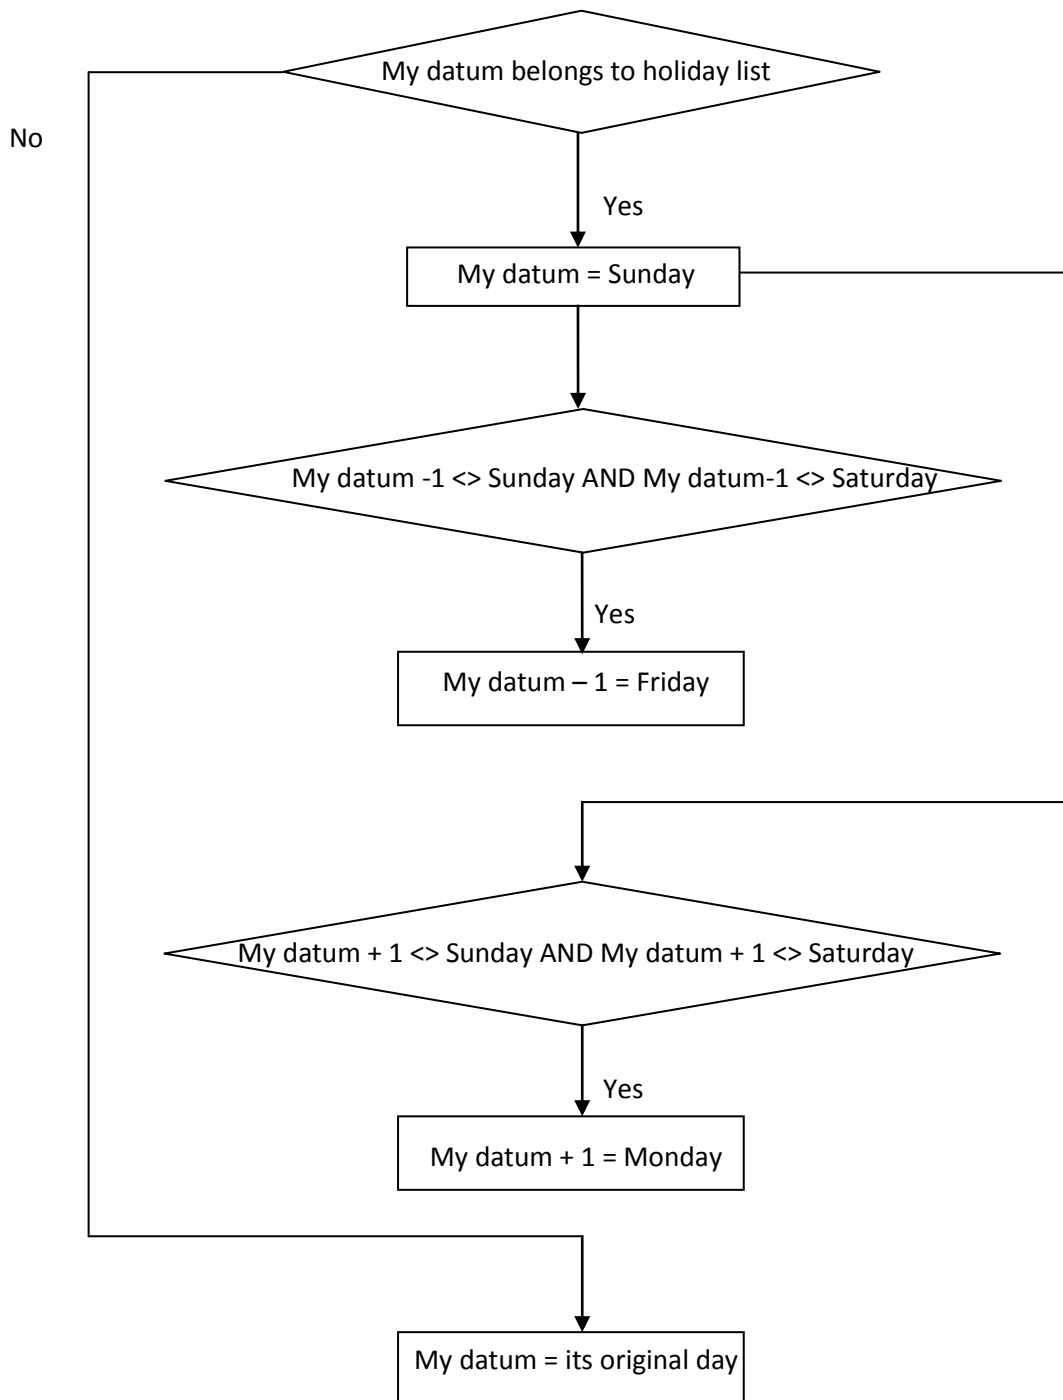 My datum belongs to holiday list
No
Yes
My datum = Sunday
My datum -1 <> Sunday AND My datum-1 <> Saturday
Yes
My datum – 1 = Friday
My datum + 1 <> Sunday AND My datum + 1 <> Saturday
Yes
My datum + 1 = Monday
My datum = its original day